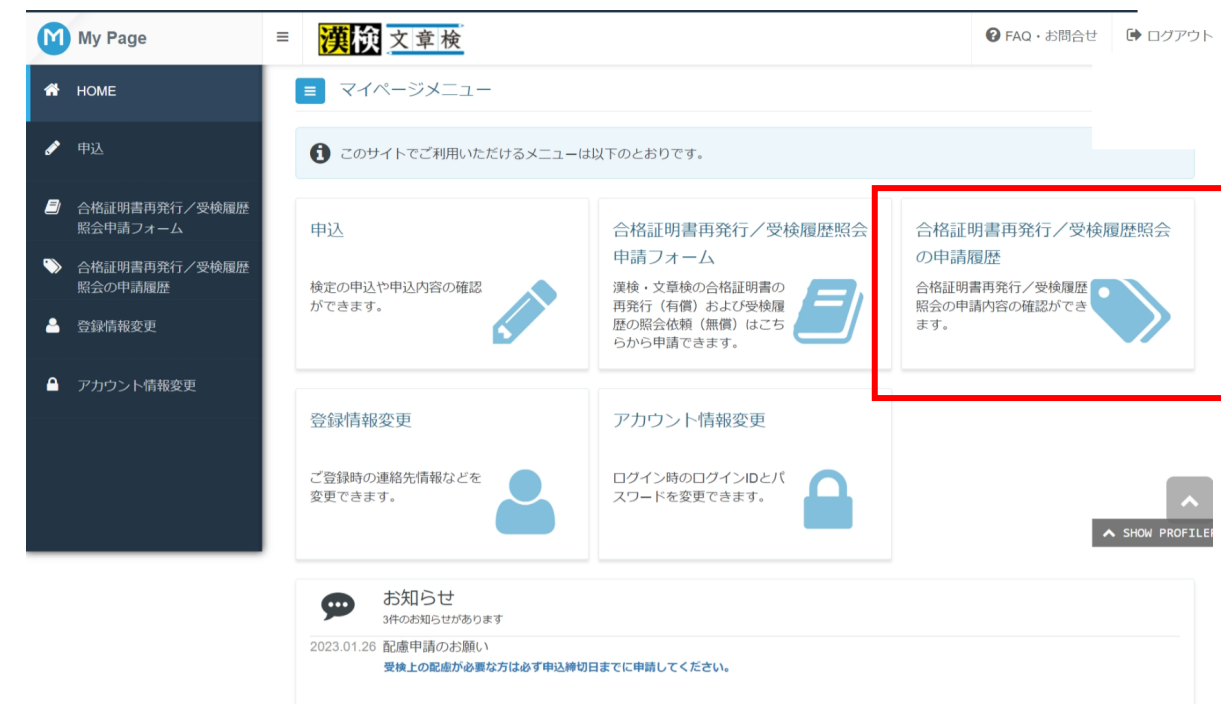 My Page
漢検 文章検
FAQ・お問合せ
ログアウト
HOME
申込
合格証明書再発行／受検履歴
照会申請フォーム
合格証明書再発行／受検履歴
照会の申請履歴
登録情報変更
アカウント情報変更
マイページメニュー
このサイトでご利用いただけるメニューは以下のとおりです。
申込
検定の申込や申込内容の確認
ができます。
合格証明書再発行／受検履歴照会
申請フォーム
漢検・文章検の合格証明書の
再発行（有償）および受検履
歴の照会依頼（無償）はこち
らから申請できます。
合格証明書再発行／受検履歴照会
の申請履歴
合格証明書再発行／受検履歴
照会の申請内容の確認ができ
ます。
登録情報変更
ご登録時の連絡先情報などを
変更できます。
アカウント情報変更
ログイン時のログインIDとパ
スワードを変更できます。
SHOW PROFILER
お知らせ
3件のお知らせがあります
2023.01.26 配慮申請のお願い
受検上の配慮が必要な方は必ず申込締切日までに申請してください。